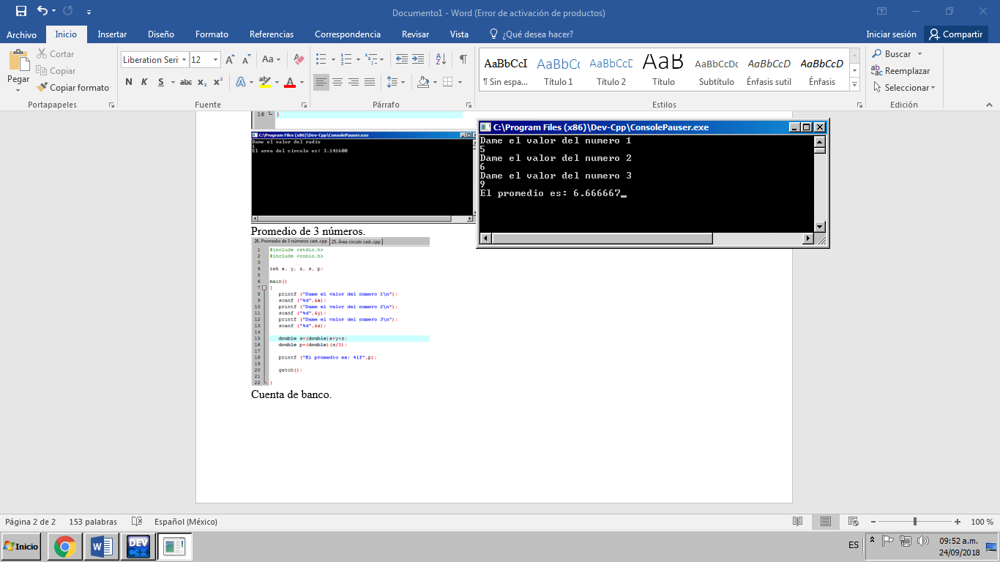 Documento1 - Word (Error de activación de productos)
Archivo Inicio Insertar Diseño Formato Referencias Correspondencia Revisar Vista ¿Qué desea hacer? Iniciar sesión Compartir
Pegar
Cortar
Copiar
Copiar formato
Portapapeles
Liberation Seri 12
N K S abc x₂ x²
Fuente
Párrafo
AaBbCcI AaBbCc AaBbCcD AaB AaBbCcDc AaBbCcD AaBbCcD
¶ Sin espa... Título 1 Título 2 Título Subtítulo Énfasis sutil Énfasis
Estilos
Buscar
Reemplazar
Seleccionar
Edición
16 }
C:\Program Files (x86)\Dev-Cpp\ConsolePauser.exe
Dame el valor del radio
1
El area del circulo es: 3.141600
C:\Program Files (x86)\Dev-Cpp\ConsolePauser.exe
Dame el valor del numero 1
5
Dame el valor del numero 2
6
Dame el valor del numero 3
9
El promedio es: 6.666667_
Promedio de 3 números.
26. Promedio de 3 números cast..cpp 25. Área circulo cast..cpp
1 #include <stdio.h>
2 #include <conio.h>
3
4 int x, y, z, s, p;
5
6 main()
7 {
8 printf ("Dame el valor del numero 1\n");
9 scanf ("%d",&x);
10 printf ("Dame el valor del numero 2\n");
11 scanf ("%d",&y);
12 printf ("Dame el valor del numero 3\n");
13 scanf ("%d",&z);
14
15 double s=(double)x+y+z;
16 double p=(double)(s/3);
17
18 printf ("El promedio es: %lf",p);
19
20 getch();
21
22 }
Cuenta de banco.
Página 2 de 2 153 palabras Español (México) 100 %
Inicio
DEV
C++
ES
09:52 a.m.
24/09/2018